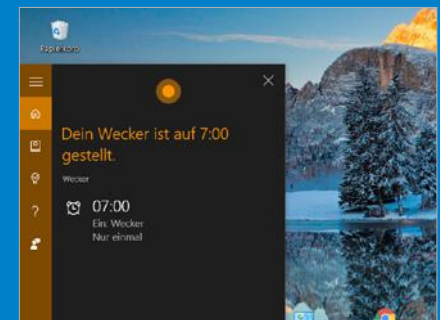 Papierkorb
Dein Wecker ist auf 7:00
gestellt.
Wecker
07:00
Ein: Wecker
Nur einmal
?